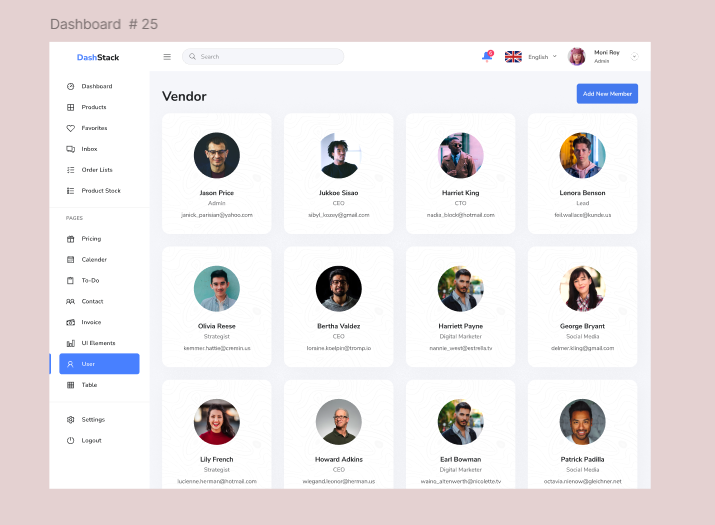 Dashboard # 25
DashStack
Search
6
English
Moni Roy
Admin
Dashboard
Products
Favorites
Inbox
Order Lists
Product Stock
PAGES
Pricing
Calender
To-Do
Contact
Invoice
UI Elements
User
Table
Settings
Logout
Vendor
Add New Member
Jason Price
Admin
janick_parisian@yahoo.com
Jukkoe Sisao
CEO
sibyl_kozey@gmail.com
Harriet King
CTO
nadia_block@hotmail.com
Lenora Benson
Lead
feil.wallace@kunde.us
Olivia Reese
Strategist
kemmer.hattie@cremin.us
Bertha Valdez
CEO
loraine.koelpin@tromp.io
Harriett Payne
Digital Marketer
nannie_west@estrella.tv
George Bryant
Social Media
delmer.kling@gmail.com
Lily French
Strategist
lucienne.herman@hotmail.com
Howard Adkins
CEO
wiegand.leonor@herman.us
Earl Bowman
Digital Marketer
waino_altenwerth@nicolette.tv
Patrick Padilla
Social Media
octavia.nienow@gleichner.net